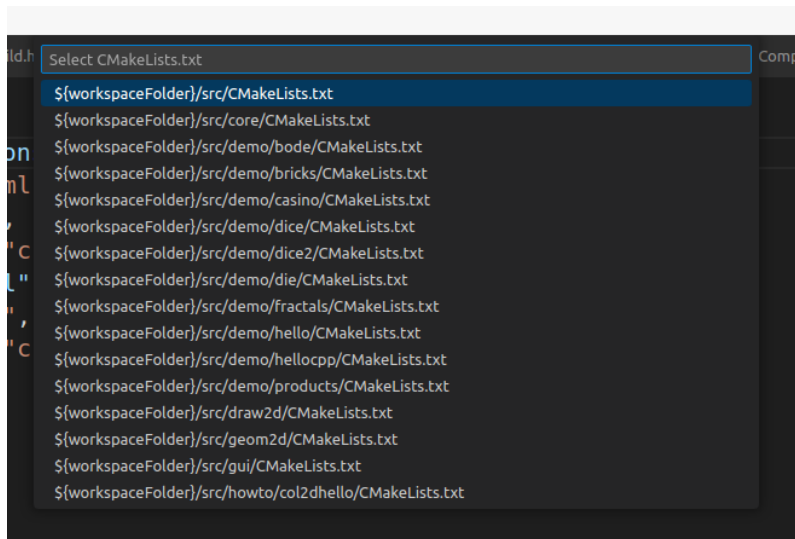 ild.h
Select CMakeLists.txt
Comp
${workspaceFolder}/src/CMakeLists.txt
${workspaceFolder}/src/core/CMakeLists.txt
${workspaceFolder}/src/demo/bode/CMakeLists.txt
on
${workspaceFolder}/src/demo/bricks/CMakeLists.txt
ml
${workspaceFolder}/src/demo/casino/CMakeLists.txt
${workspaceFolder}/src/demo/dice/CMakeLists.txt
,
${workspaceFolder}/src/demo/dice2/CMakeLists.txt
"c
${workspaceFolder}/src/demo/die/CMakeLists.txt
l"
${workspaceFolder}/src/demo/fractals/CMakeLists.txt
",
${workspaceFolder}/src/demo/hello/CMakeLists.txt
"c
${workspaceFolder}/src/demo/hellocpp/CMakeLists.txt
${workspaceFolder}/src/demo/products/CMakeLists.txt
${workspaceFolder}/src/draw2d/CMakeLists.txt
${workspaceFolder}/src/geom2d/CMakeLists.txt
${workspaceFolder}/src/gui/CMakeLists.txt
${workspaceFolder}/src/howto/col2dhello/CMakeLists.txt